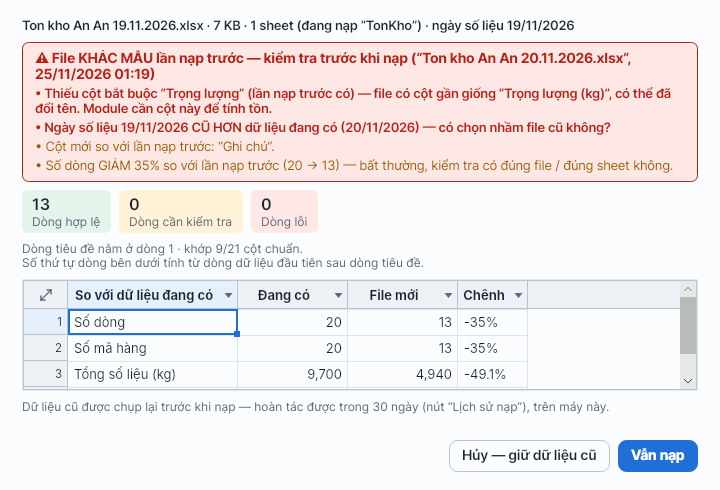 Ton kho An An 19.11.2026.xlsx · 7 KB · 1 sheet (đang nạp “TonKho”) · ngày số liệu 19/11/2026
⚠ File KHÁC MẪU lần nạp trước — kiểm tra trước khi nạp (“Ton kho An An 20.11.2026.xlsx”,
25/11/2026 01:19)
• Thiếu cột bắt buộc “Trọng lượng” (lần nạp trước có) — file có cột gần giống “Trọng lượng (kg)”, có thể đã
đổi tên. Module cần cột này để tính tồn.
• Ngày số liệu 19/11/2026 CŨ HƠN dữ liệu đang có (20/11/2026) — có chọn nhầm file cũ không?
• Cột mới so với lần nạp trước: “Ghi chú”.
• Số dòng GIẢM 35% so với lần nạp trước (20 → 13) — bất thường, kiểm tra có đúng file / đúng sheet không.
13 0 0
Dòng hợp lệ Dòng cần kiểm tra Dòng lỗi
Dòng tiêu đề nằm ở dòng 1 · khớp 9/21 cột chuẩn.
Số thứ tự dòng bên dưới tính từ dòng dữ liệu đầu tiên sau dòng tiêu đề.
So với dữ liệu đang có Đang có File mới Chênh
1 Số dòng 20 13 -35%
2 Số mã hàng 20 13 -35%
3 Tổng số liệu (kg) 9,700 4,940 -49.1%
Dữ liệu cũ được chụp lại trước khi nạp — hoàn tác được trong 30 ngày (nút “Lịch sử nạp”), trên máy này.
Hủy — giữ dữ liệu cũ Vẫn nạp